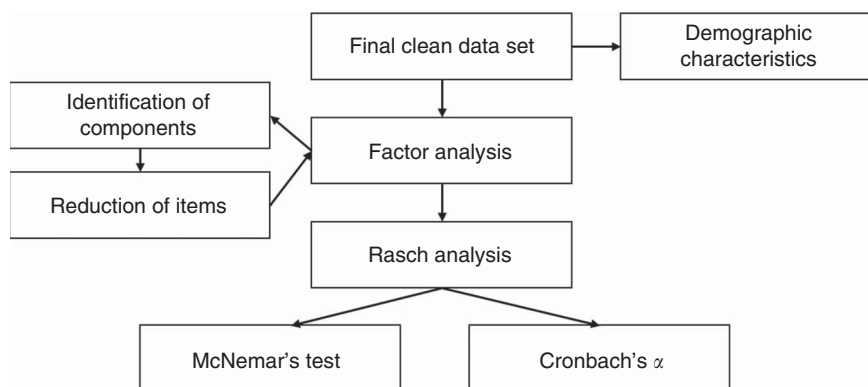 Final clean data set
Demographic
characteristics
Identification of
components
Factor analysis
Reduction of items
Rasch analysis
McNemar's test
Cronbach's α